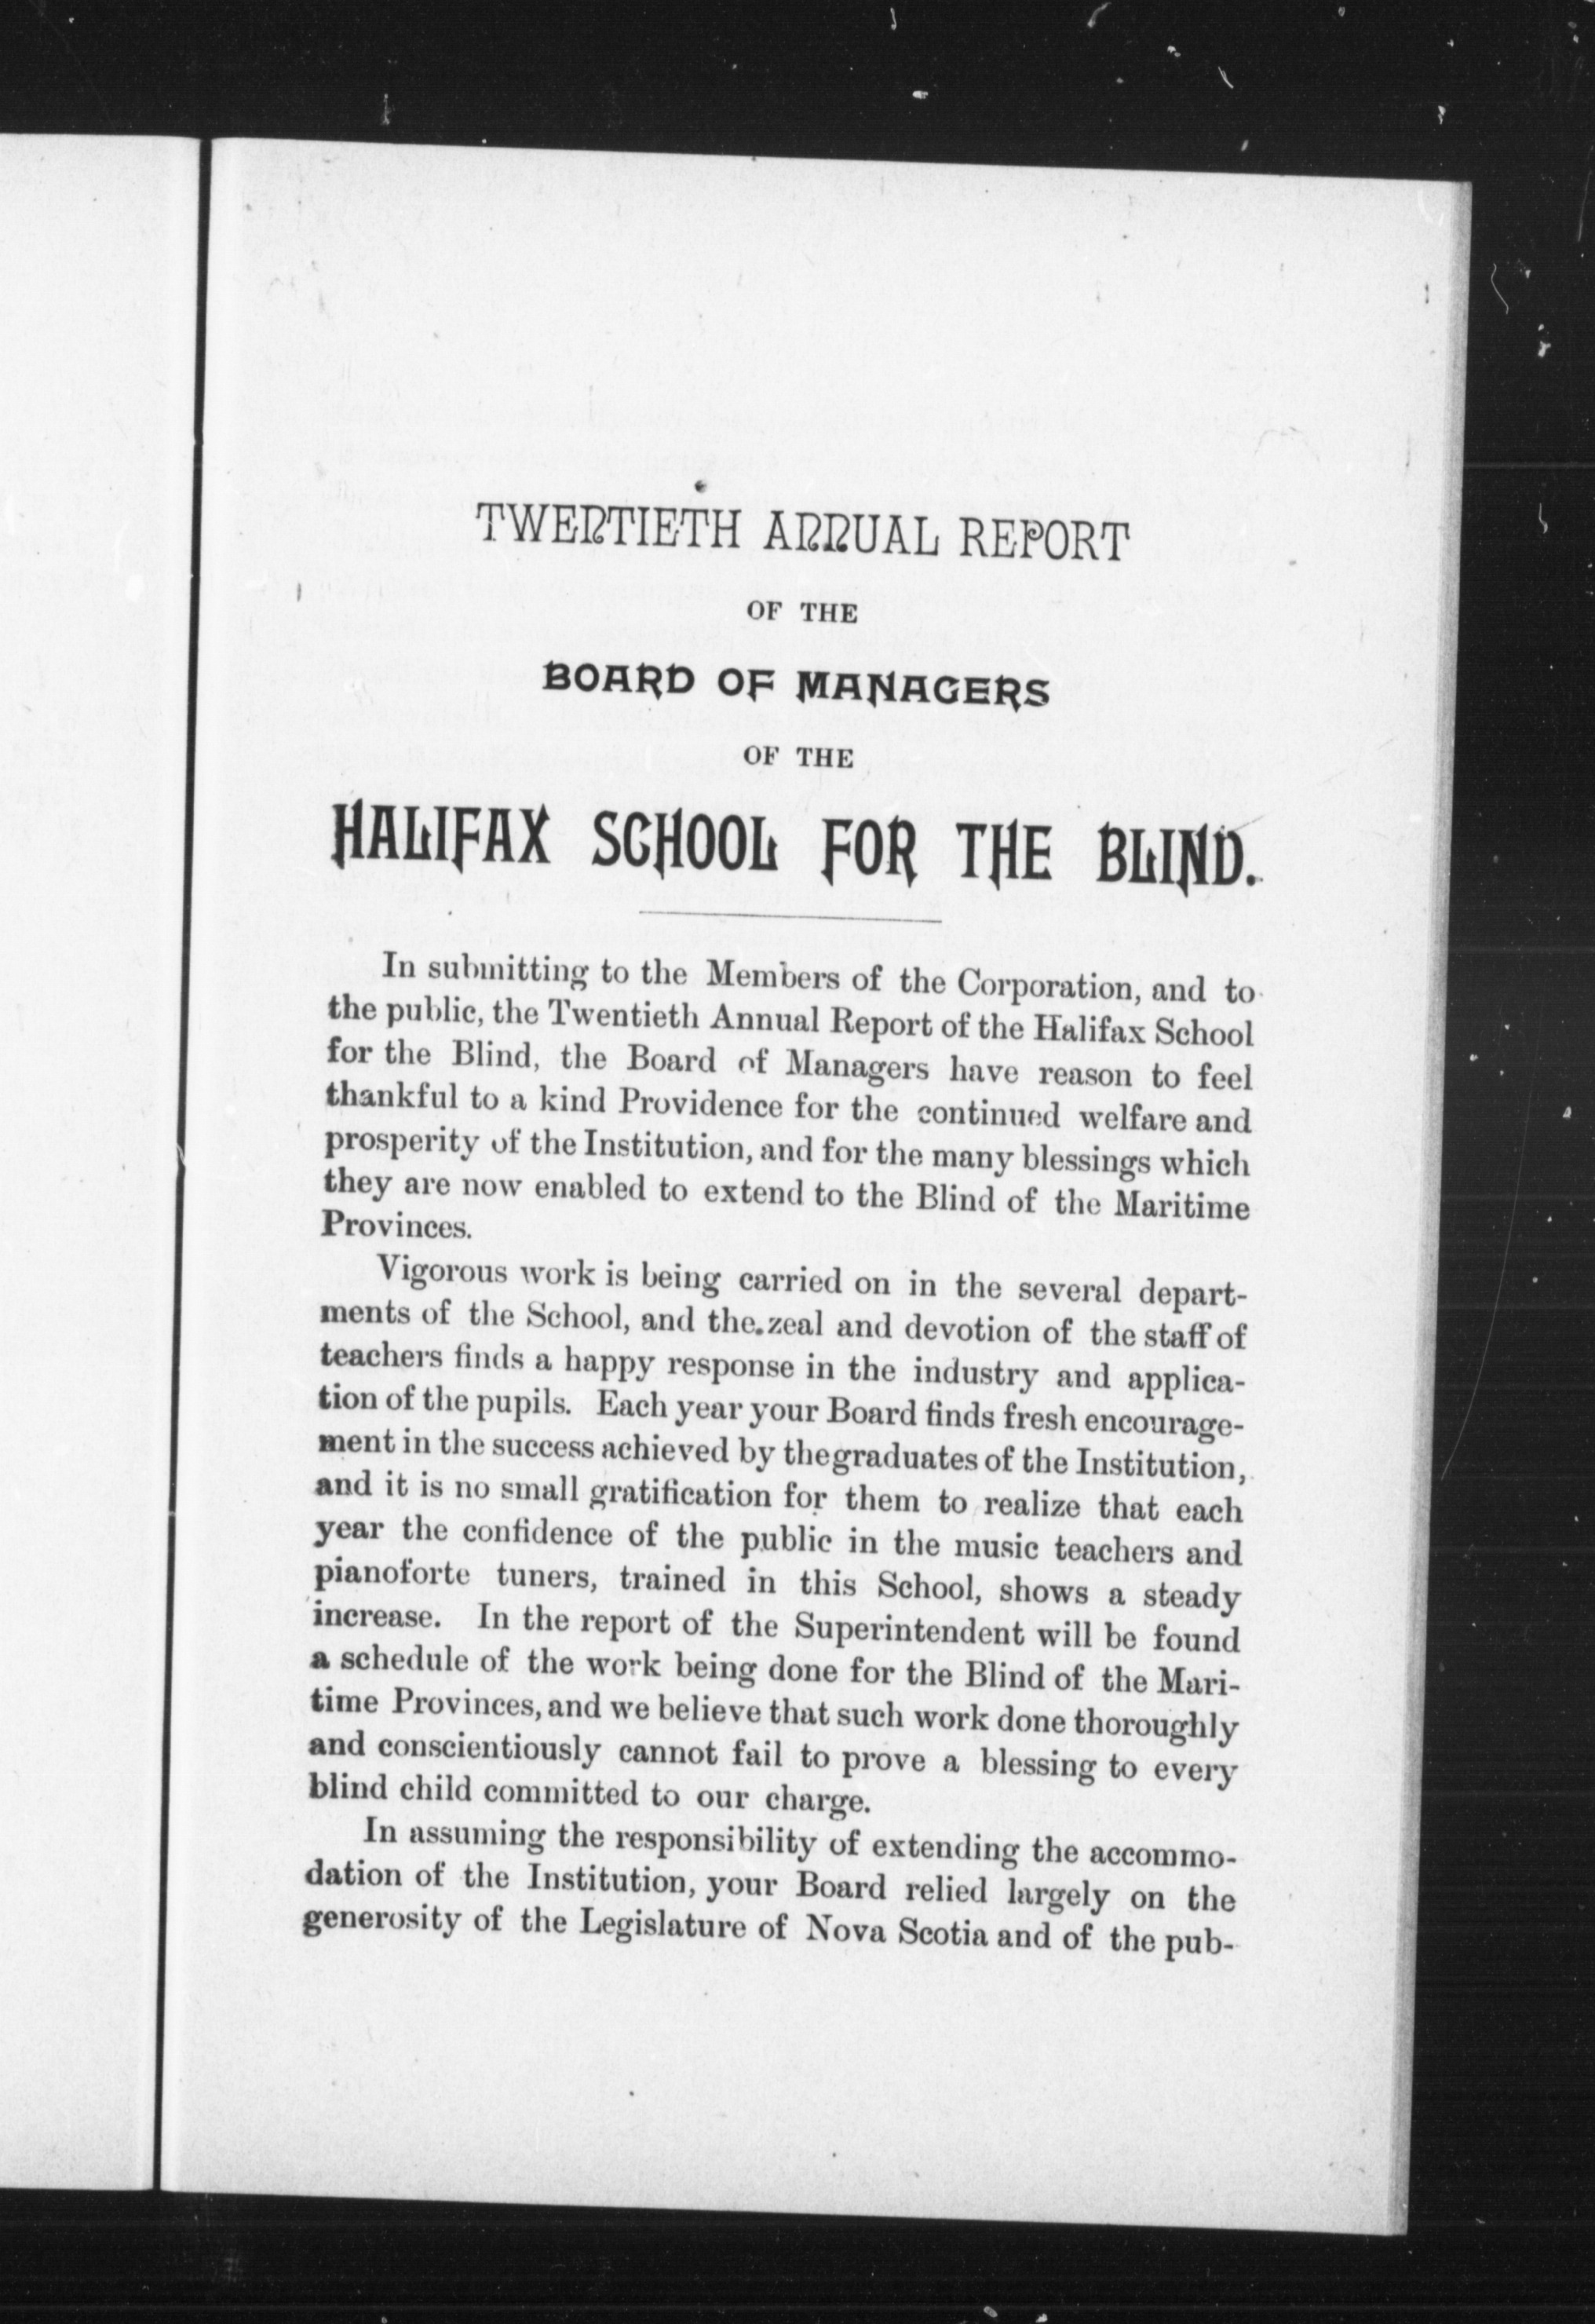 TWENTIETH ANNUAL REPORT
OF THE
BOARD OF MANAGERS
OF THE
HALIFAX SCHOOL FOR THE BLIND.
In submitting to the Members of the Corporation, and to
the public, the Twentieth Annual Report of the Halifax School
for the Blind, the Board of Managers have reason to feel
thankful to a kind Providence for the continued welfare and
prosperity of the Institution, and for the many blessings which
they are now enabled to extend to the Blind of the Maritime
Provinces.
Vigorous work is being carried on in the several depart-
ments of the School, and the zeal and devotion of the staff of
teachers finds a happy response in the industry and applica-
tion of the pupils. Each year your Board finds fresh encourage-
ment in the success achieved by the graduates of the Institution,
and it is no small gratification for them to realize that each
year the confidence of the public in the music teachers and
pianoforte tuners, trained in this School, shows a steady
increase. In the report of the Superintendent will be found
a schedule of the work being done for the Blind of the Mari-
time Provinces, and we believe that such work done thoroughly
and conscientiously cannot fail to prove a blessing to every
blind child committed to our charge.
In assuming the responsibility of extending the accommo-
dation of the Institution, your Board relied largely on the
generosity of the Legislature of Nova Scotia and of the pub-